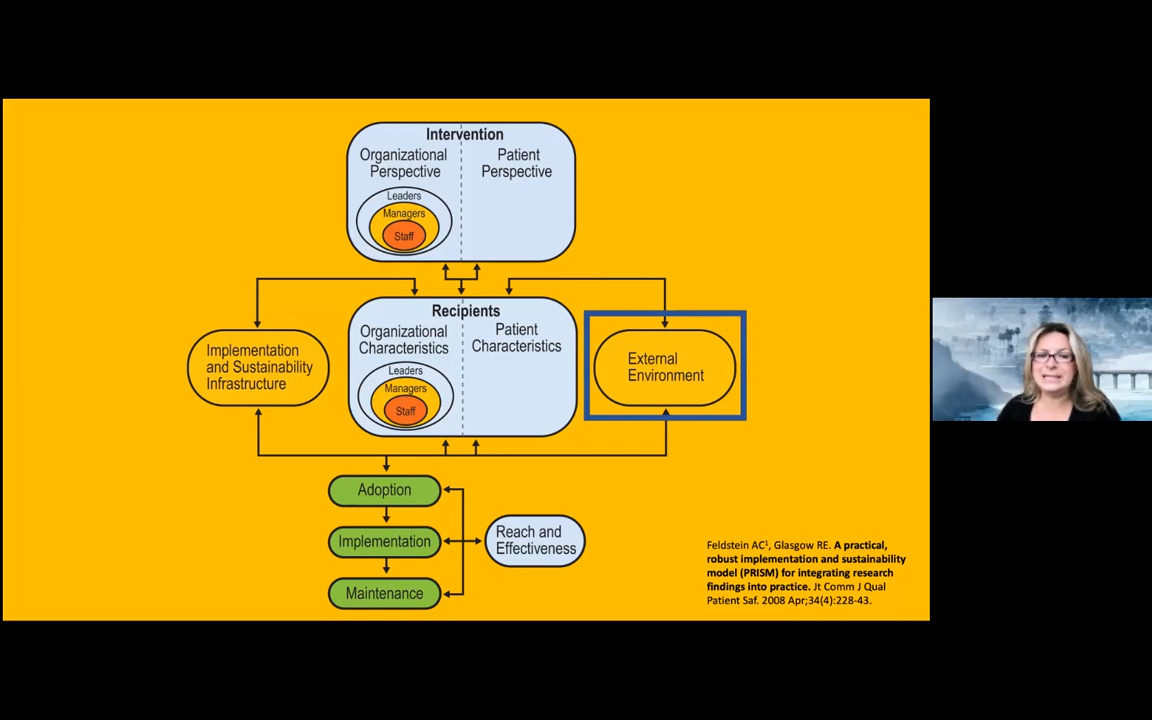 Intervention
Organizational
Perspective
Patient
Perspective
Leaders
Managers
Staff
Recipients
Organizational
Characteristics
Patient
Characteristics
Leaders
Managers
Staff
Implementation
and Sustainability
Infrastructure
External
Environment
Adoption
Implementation
Maintenance
Reach and
Effectiveness
Feldstein AC¹, Glasgow RE. A practical,
robust implementation and sustainability
model (PRISM) for integrating research
findings into practice. Jt Comm J Qual
Patient Saf. 2008 Apr;34(4):228-43.